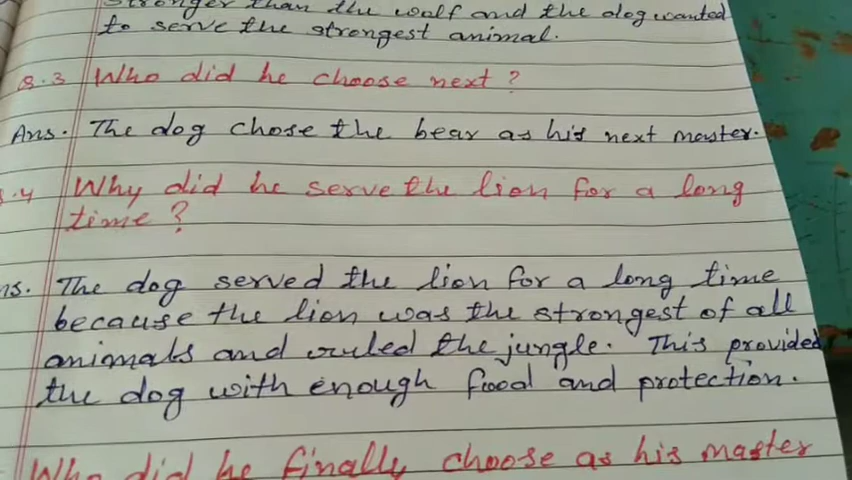 stronger than the wolf and the dog wanted
to serve the strongest animal.
Q.3 Who did he choose next?
Ans. The dog chose the bear as his next master.
.4 Why did he serve the lion for a long
time?
ns. The dog served the lion for a long time
because the lion was the strongest of all
animals and ruled the jungle. This provided
the dog with enough food and protection.
Who did he finally choose as his master